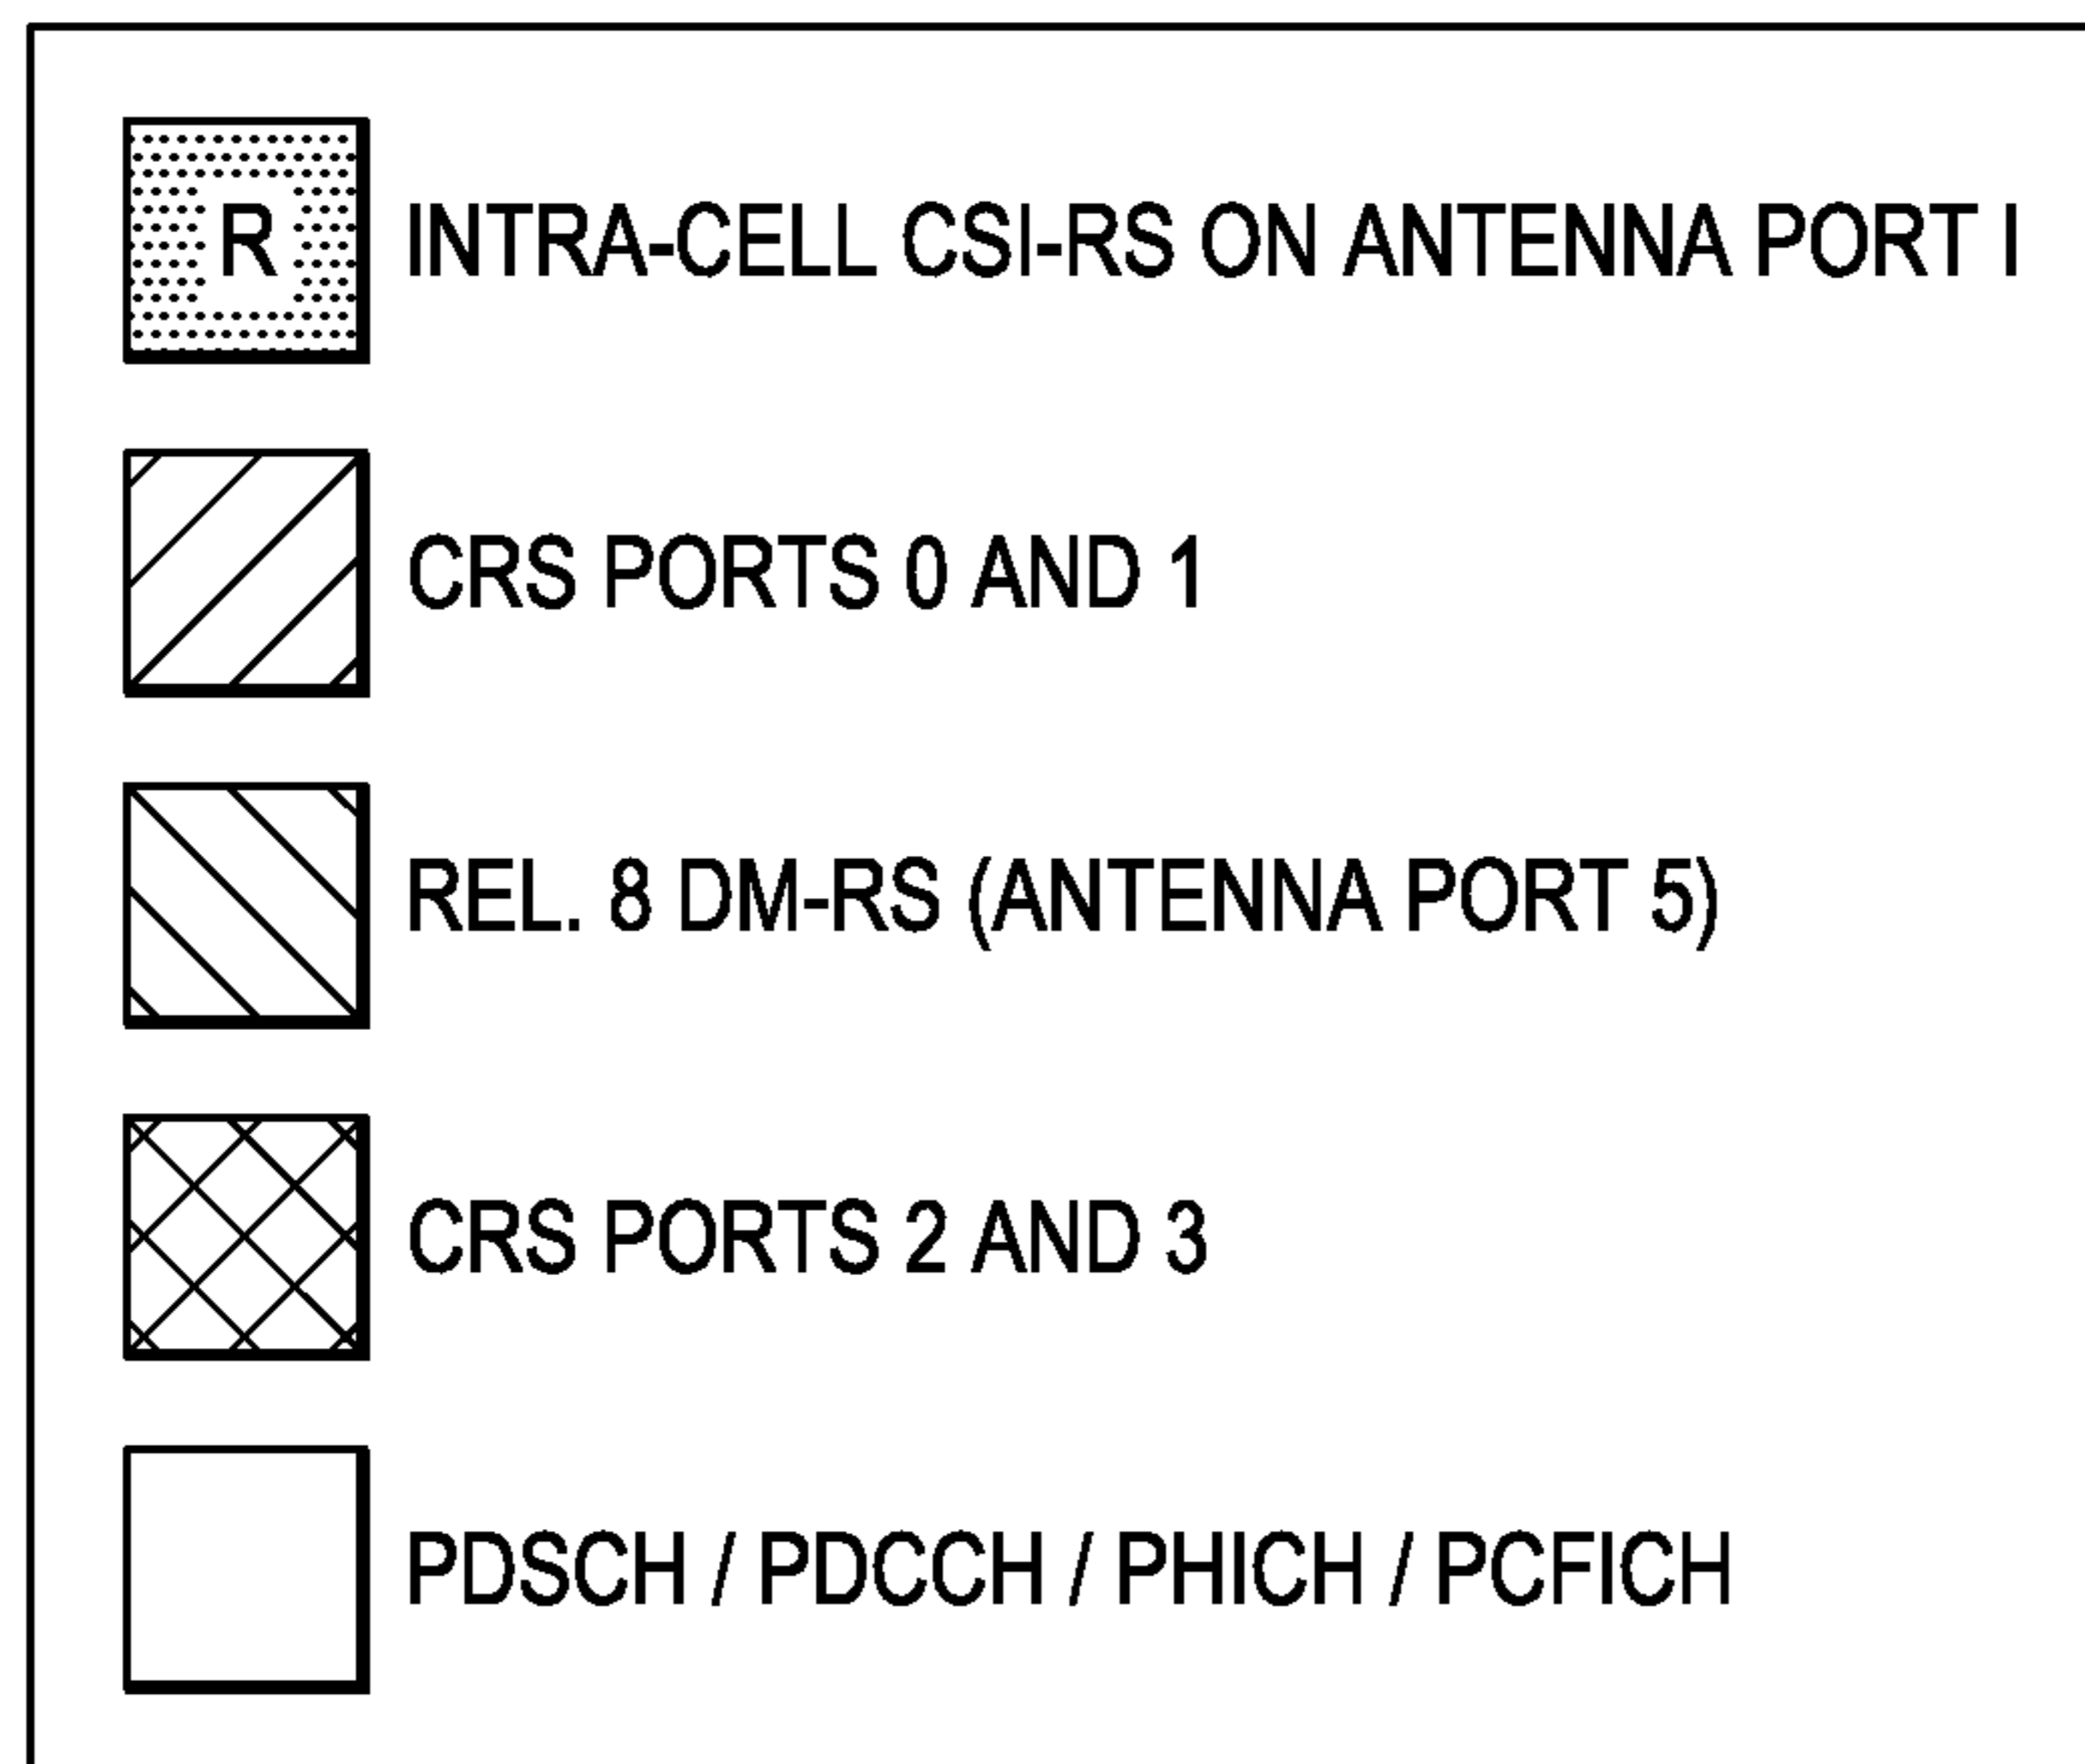 R INTRA-CELL CSI-RS ON ANTENNA PORT I
CRS PORTS 0 AND 1
REL. 8 DM-RS (ANTENNA PORT 5)
CRS PORTS 2 AND 3
PDSCH / PDCCH / PHICH / PCFICH